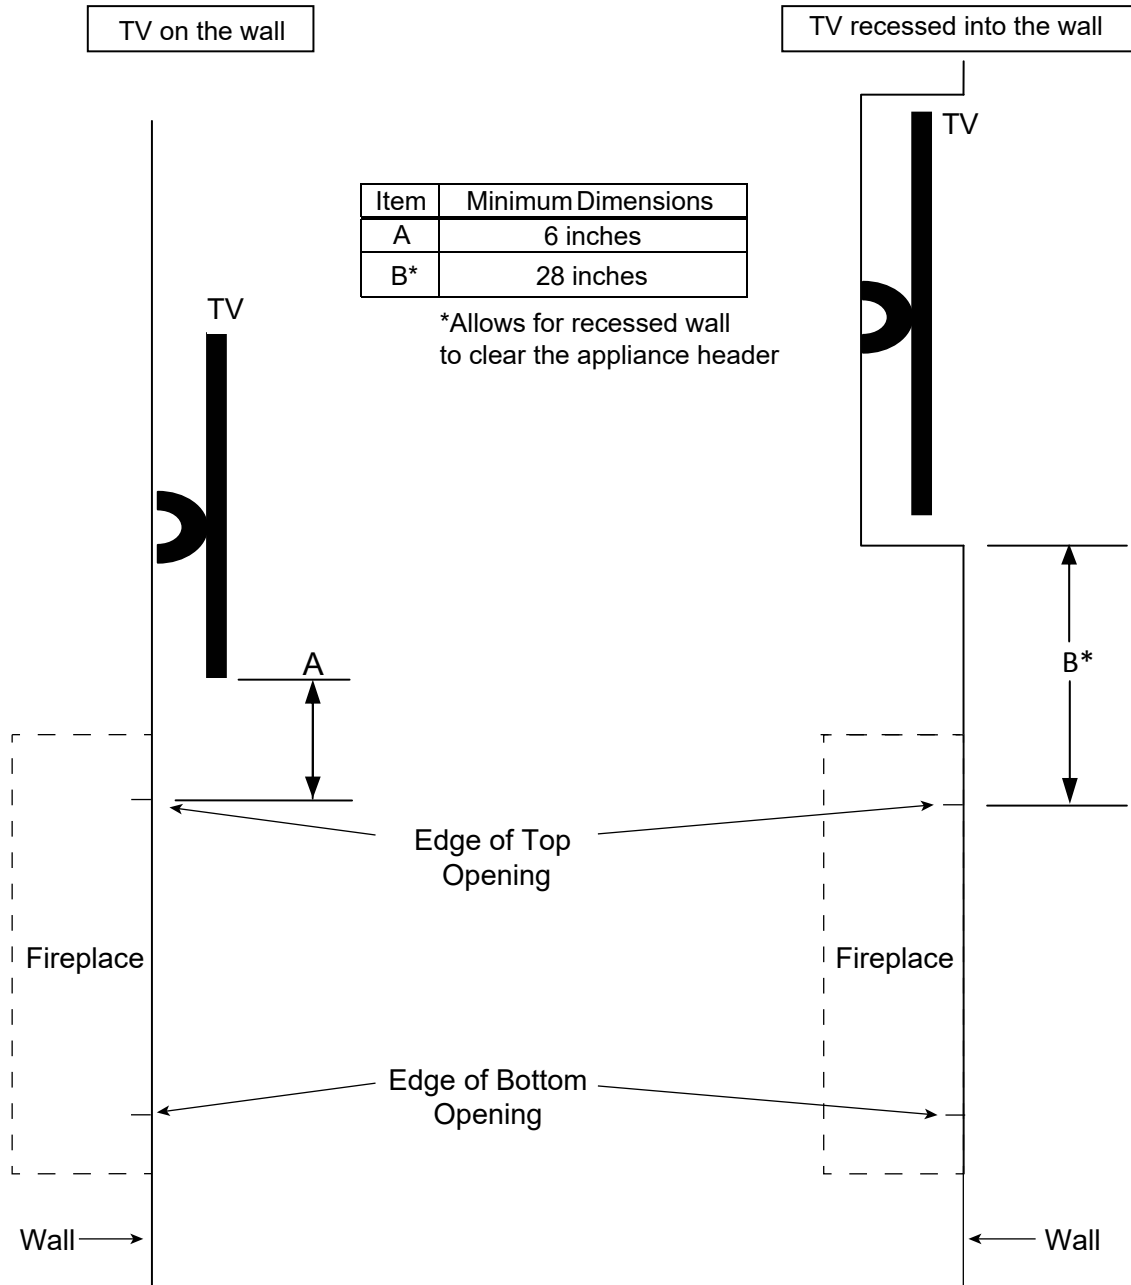 TV on the wall
TV recessed into the wall
TV
Item Minimum Dimensions
A 6 inches
B* 28 inches
*Allows for recessed wall
to clear the appliance header
TV
A
B*
Edge of Top
Opening
Fireplace
Fireplace
Edge of Bottom
Opening
Wall
Wall